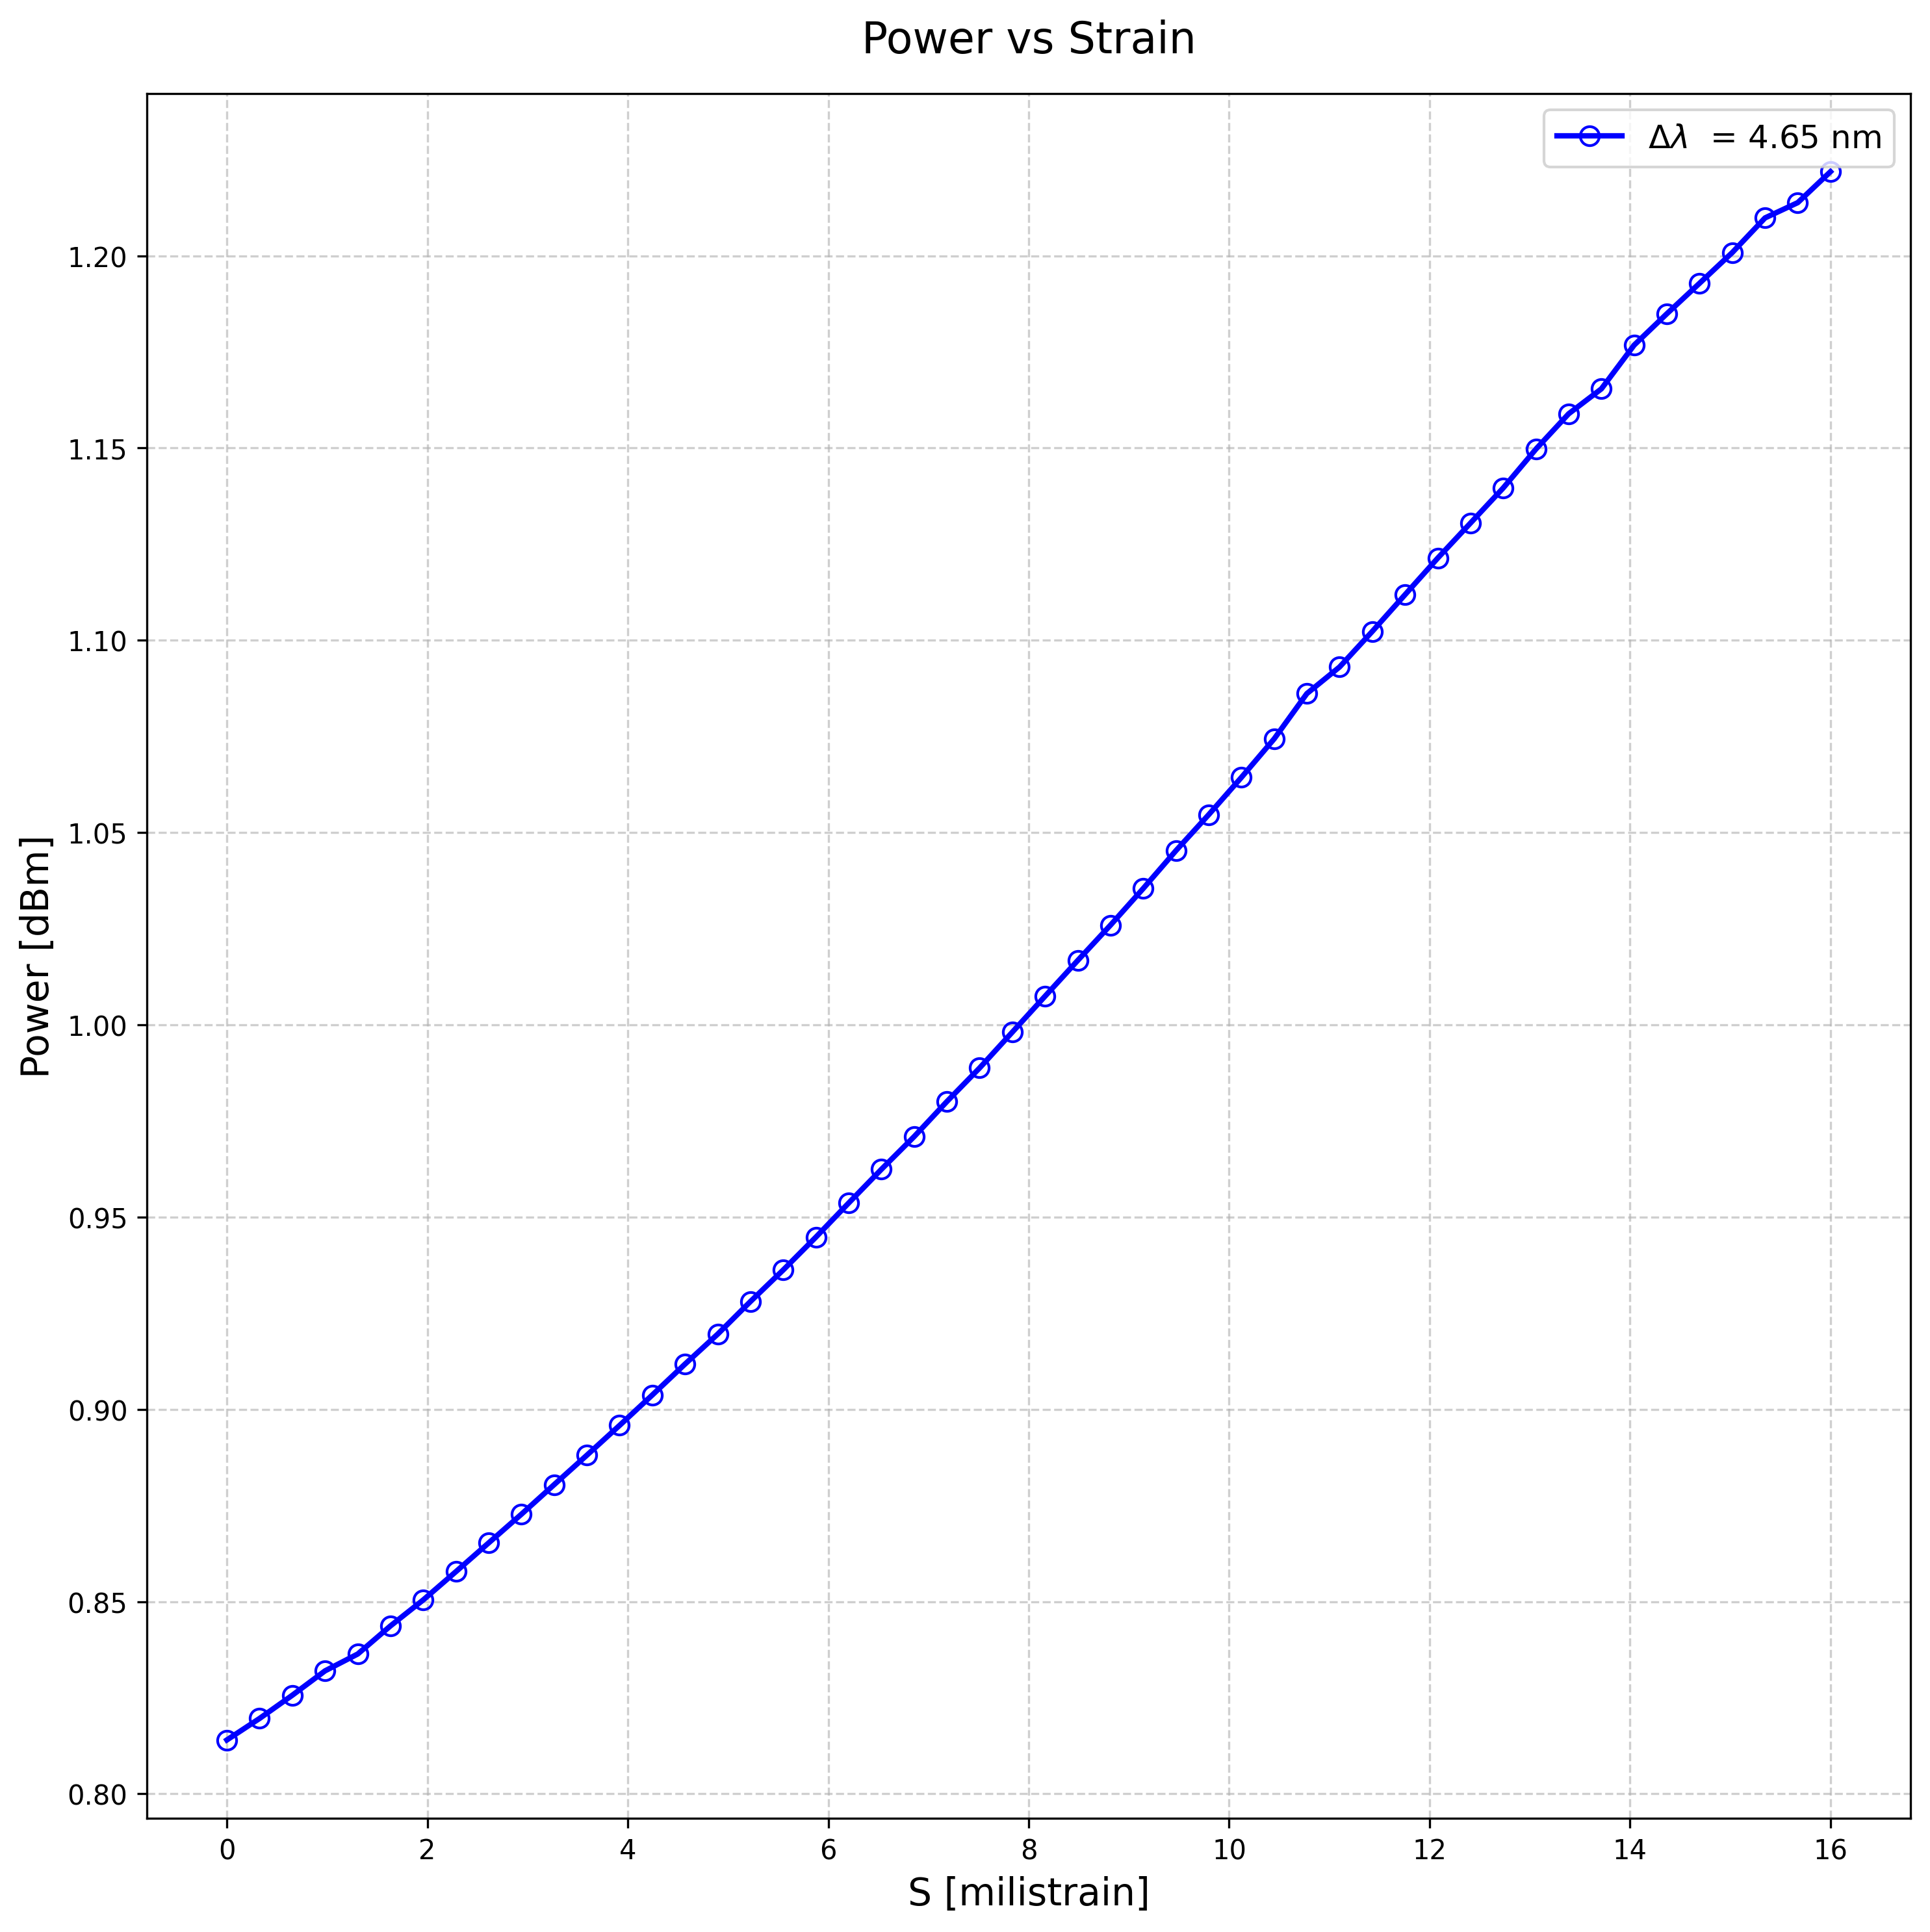 Power vs Strain
Δλ = 4.65 nm
Power [dBm]
1.20
1.15
1.10
1.05
1.00
0.95
0.90
0.85
0.80
0 2 4 6 8 10 12 14 16
S [milistrain]